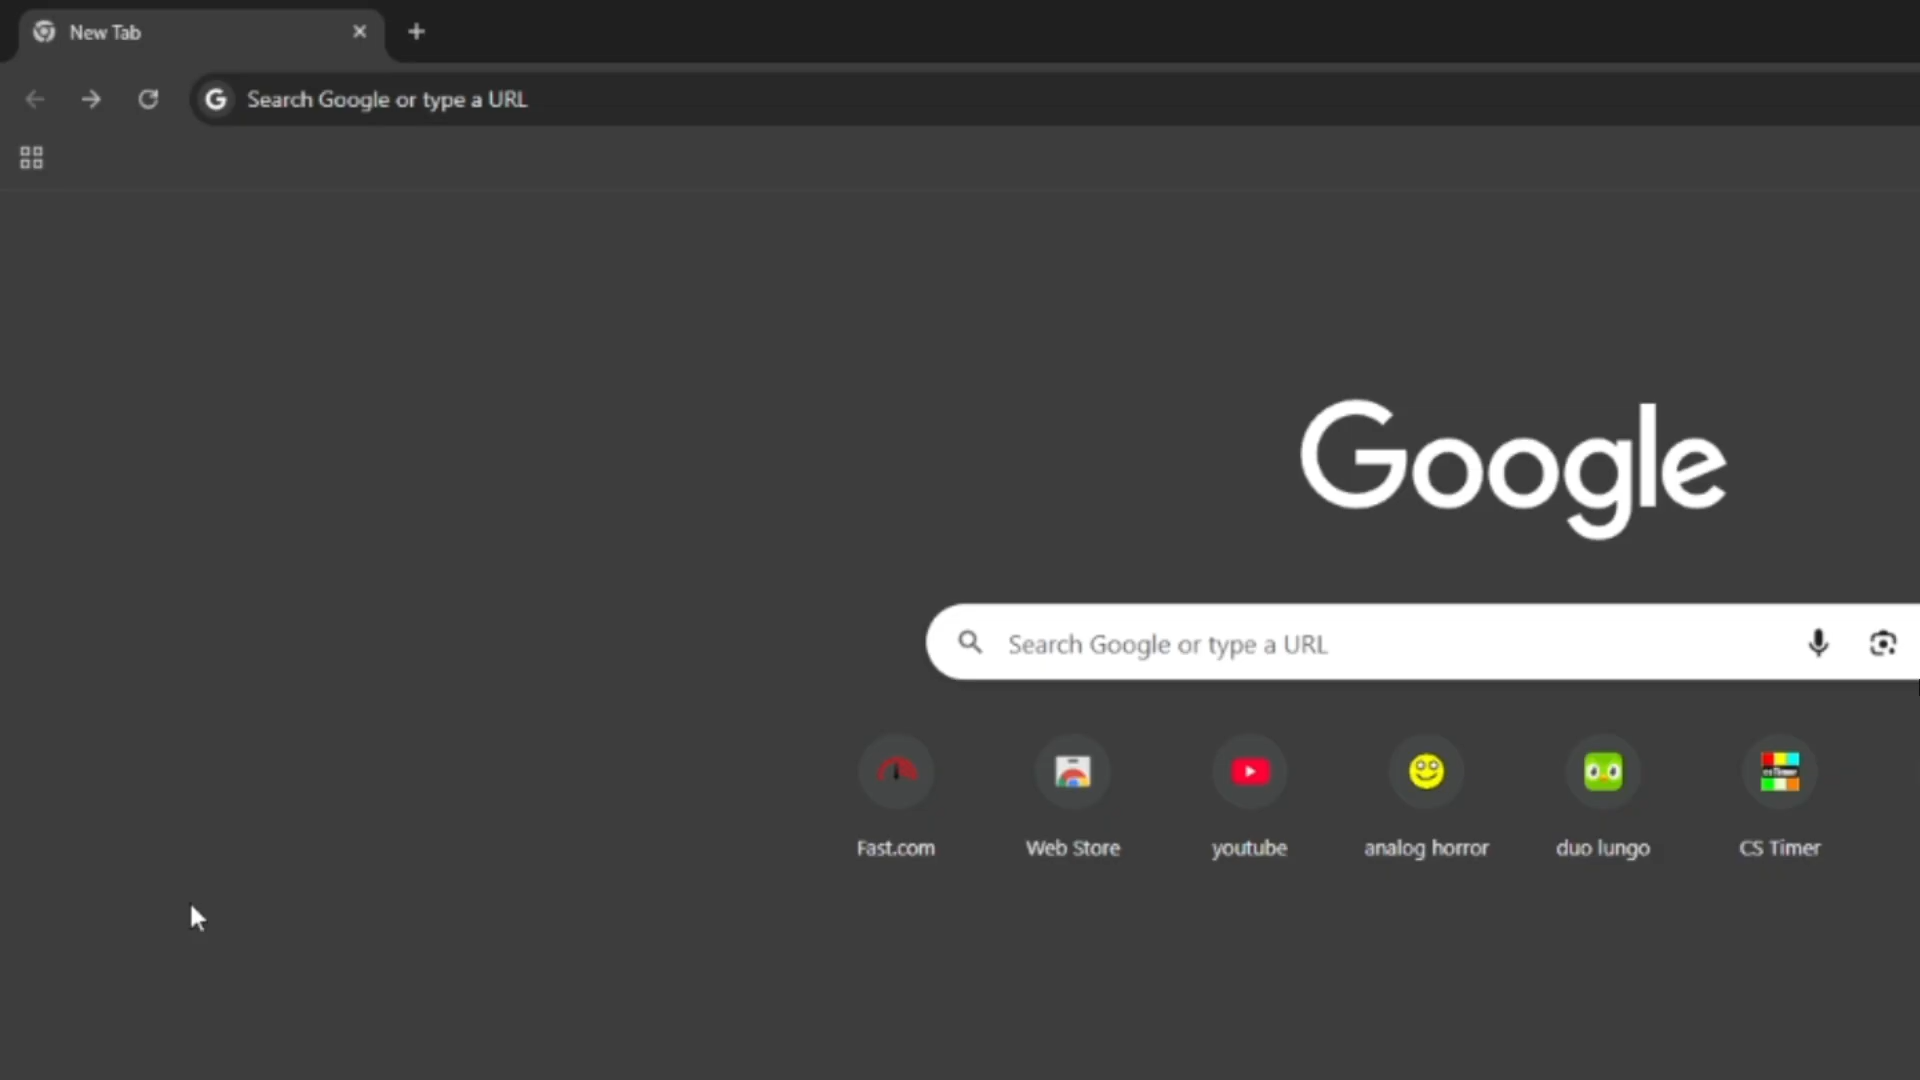 New Tab
Search Google or type a URL
Google
Search Google or type a URL
Fast.com
Web Store
youtube
analog horror
duo lungo
CS Timer